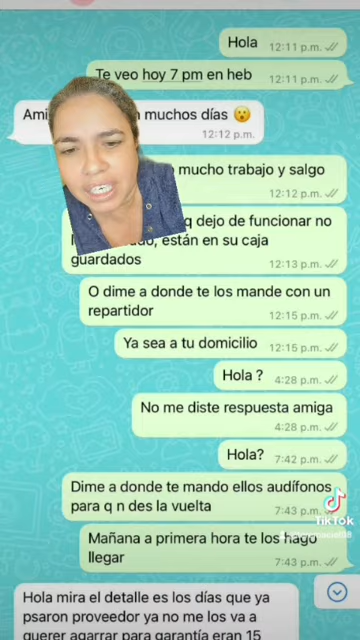 Hola 12:11 p.m.
Te veo hoy 7 pm en heb 12:11 p.m.
muchos días 😮
12:12 p.m.
mucho trabajo y salgo
12:12 p.m.
q dejo de funcionar no
están en su caja
guardados 12:13 p.m.
O dime a donde te los mande con un
repartidor 12:15 p.m.
Ya sea a tu domicilio 12:15 p.m.
Hola ? 4:28 p.m.
No me diste respuesta amiga
4:28 p.m.
Hola? 7:42 p.m.
Dime a donde te mando ellos audífonos
para q n des la vuelta 7:43 p.m.
TikTok
Mañana a primera hora te los hago
llegar 7:43 p.m.
Hola mira el detalle es los días que ya
psaron proveedor ya no me los va a
querer agarrar para garantía eran 15